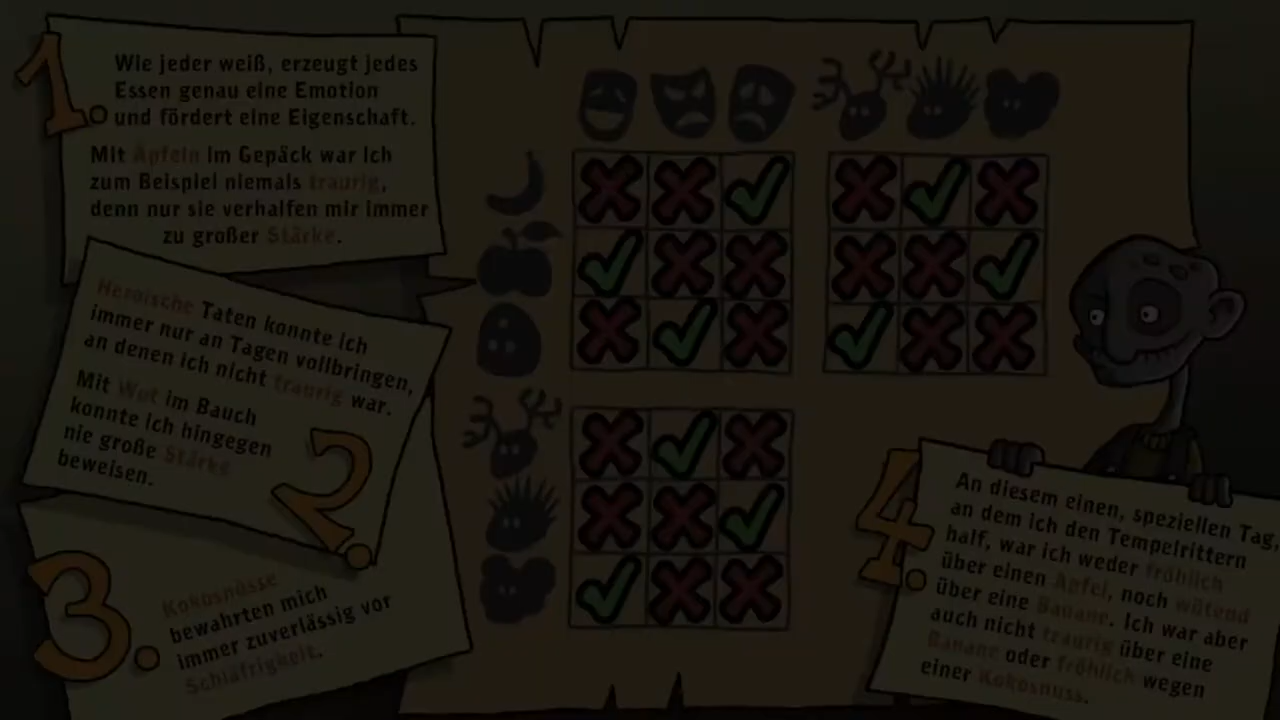 1.
Wie jeder weiß, erzeugt jedes
Essen genau eine Emotion
und fördert eine Eigenschaft.
Mit Äpfeln im Gepäck war ich
zum Beispiel niemals traurig,
denn nur sie verhalfen mir immer
zu großer Stärke.
2.
Heroische Taten konnte ich
immer nur an Tagen vollbringen,
an denen ich nicht traurig war.
Mit Wut im Bauch
konnte ich hingegen
nie große Stärke
beweisen.
3.
Kokosnüsse
bewahrten mich
immer zuverlässig vor
Schläfrigkeit.
4.
An diesem einen, speziellen Tag,
an dem ich den Tempelrittern
half, war ich weder fröhlich
über einen Apfel, noch wütend
über eine Banane. Ich war aber
auch nicht traurig über eine
Banane oder fröhlich wegen
einer Kokosnuss.